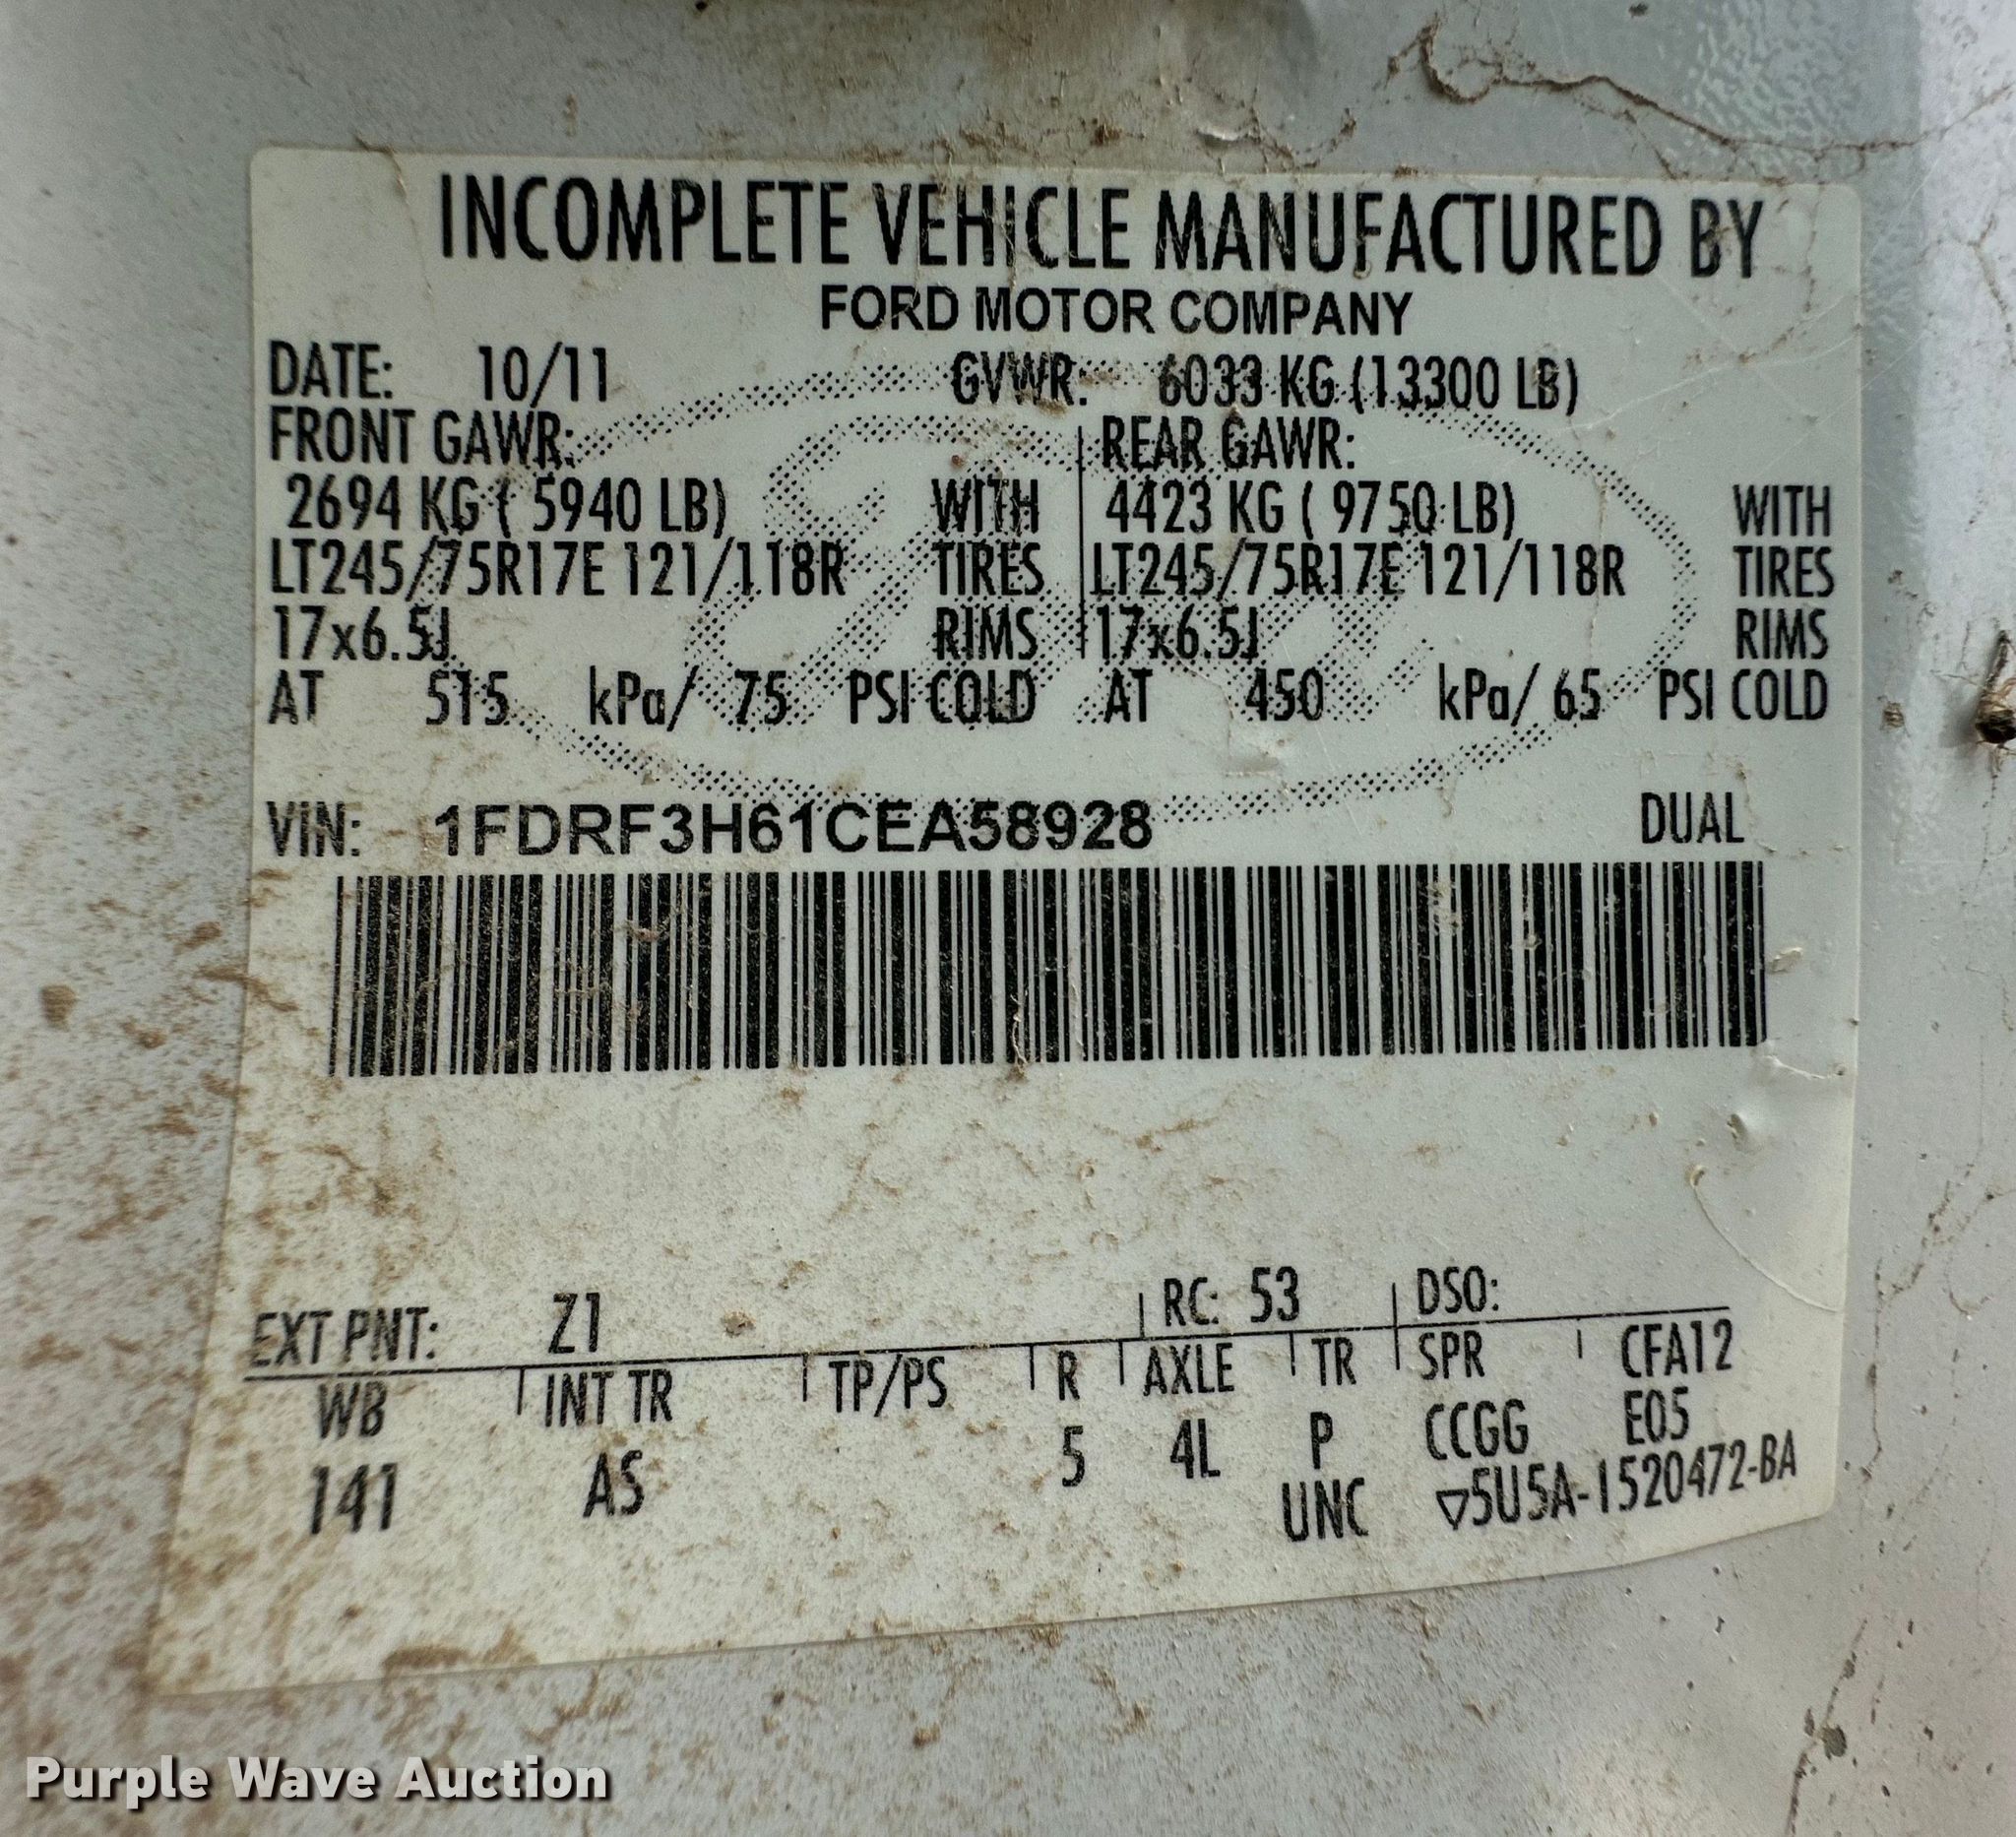 INCOMPLETE VEHICLE MANUFACTURED BY
FORD MOTOR COMPANY
DATE: 10/11 GVWR: 6033 KG (13300 LB)
FRONT GAWR: REAR GAWR:
2694 KG ( 5940 LB) WITH 4423 KG ( 9750 LB) WITH
LT245/75R17E 121/118R TIRES LT245/75R17E 121/118R TIRES
17x6.5J RIMS 17x6.5J RIMS
AT 515 kPa/ 75 PSI COLD AT 450 kPa/ 65 PSI COLD
VIN: 1FDRF3H61CEA58928 DUAL
EXT PNT: Z1 RC: 53 DSO:
WB INT TR TP/PS R AXLE TR SPR CFA12
141 AS 5 4L P CCGG E05
UNC ▽5U5A-1520472-BA
Purple Wave Auction